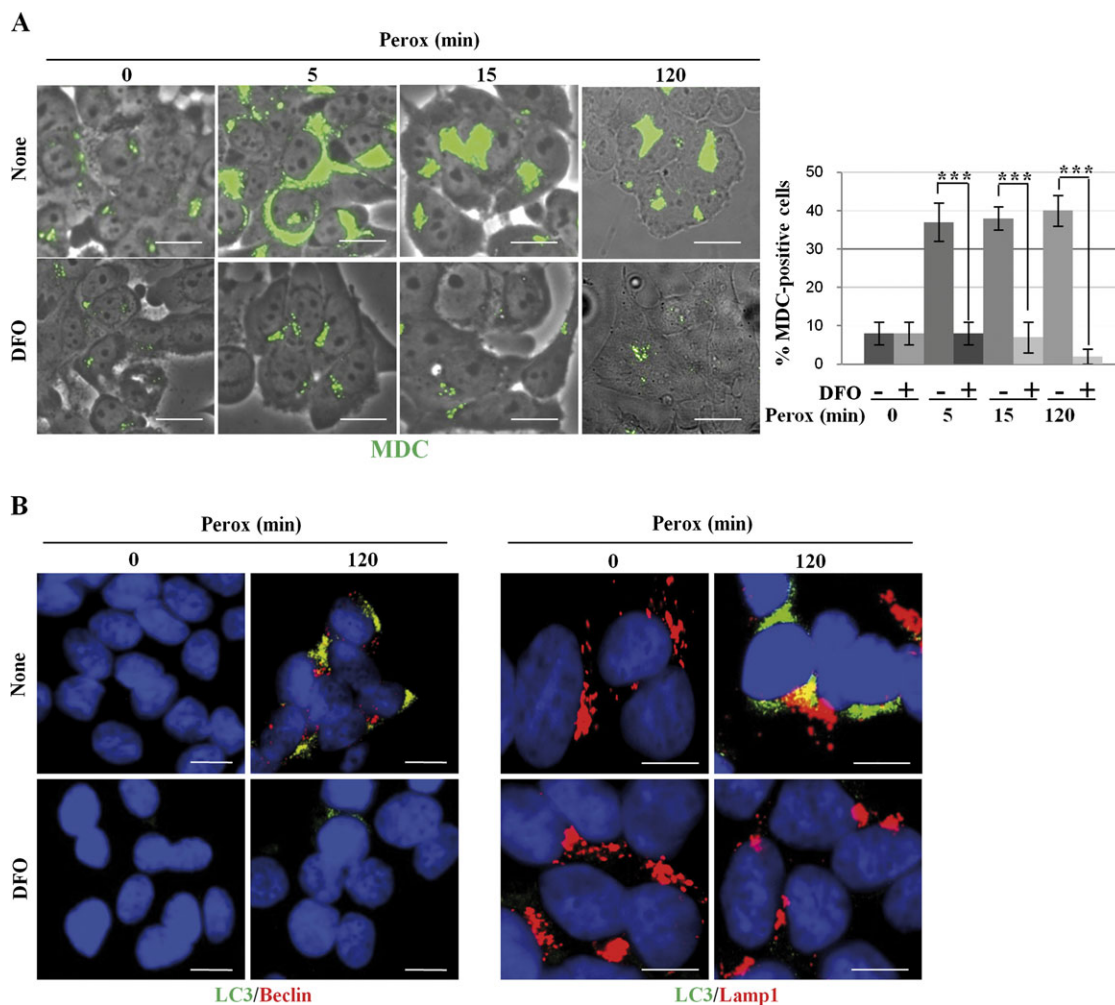 A
Perox (min)
0 5 15 120
None
DFO
MDC
% MDC-positive cells
50
40
30
20
10
0
*** *** ***
DFO - + - + - + - +
Perox (min) 0 5 15 120
B
Perox (min) Perox (min)
0 120 0 120
None
DFO
LC3/Beclin LC3/Lamp1